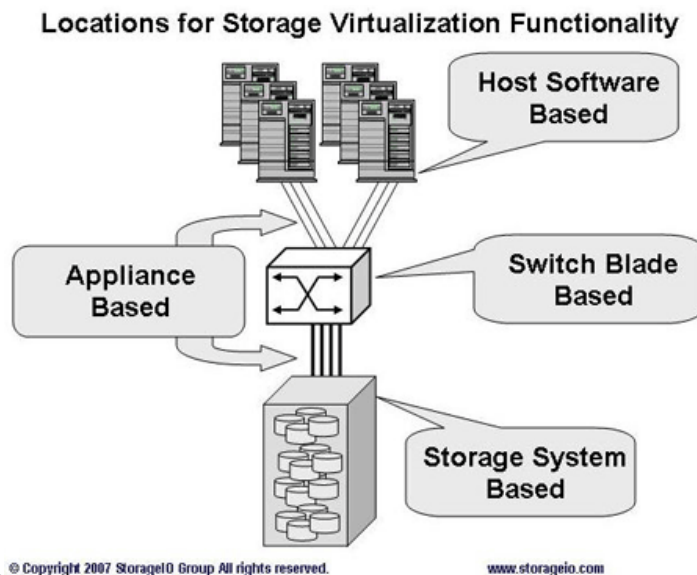 Locations for Storage Virtualization Functionality
Host Software
Based
Appliance
Based
Switch Blade
Based
Storage System
Based
© Copyright 2007 StorageIO Group All rights reserved.
www.storageio.com